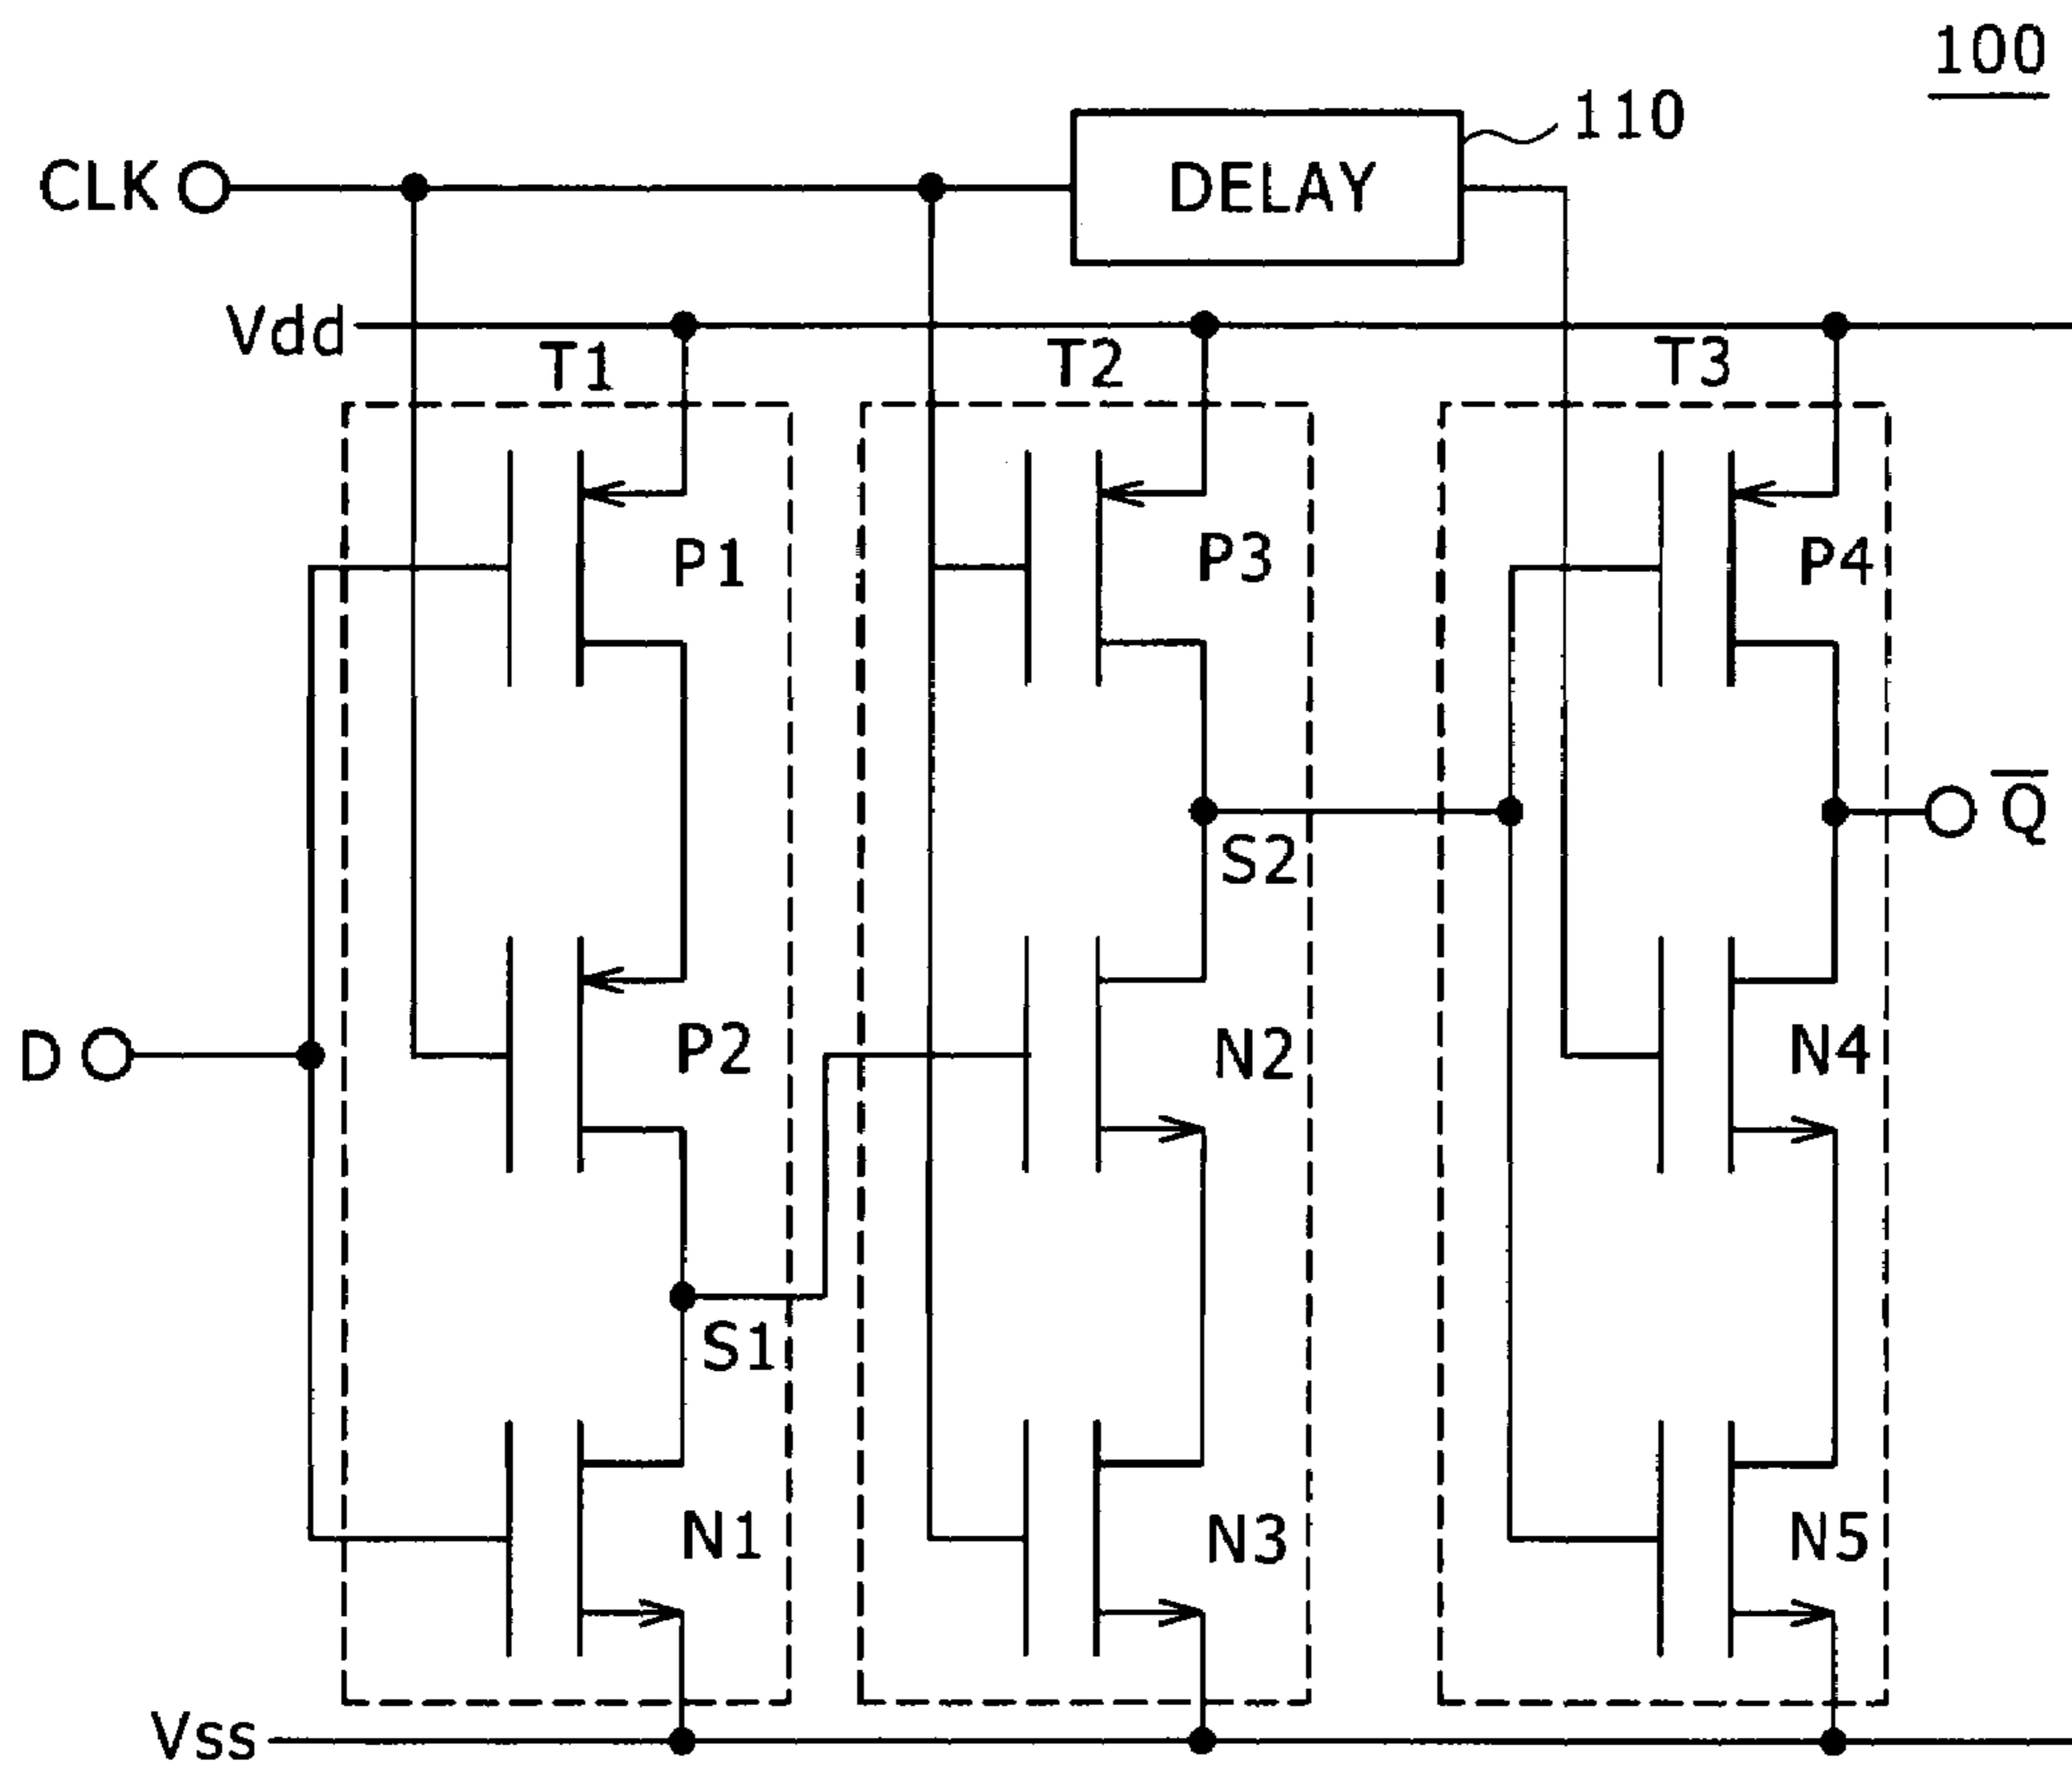 100
110
CLK
DELAY
Vdd
T1
T2
T3
P1
P3
P4
Q̅
S2
D
P2
N2
N4
S1
N1
N3
N5
Vss